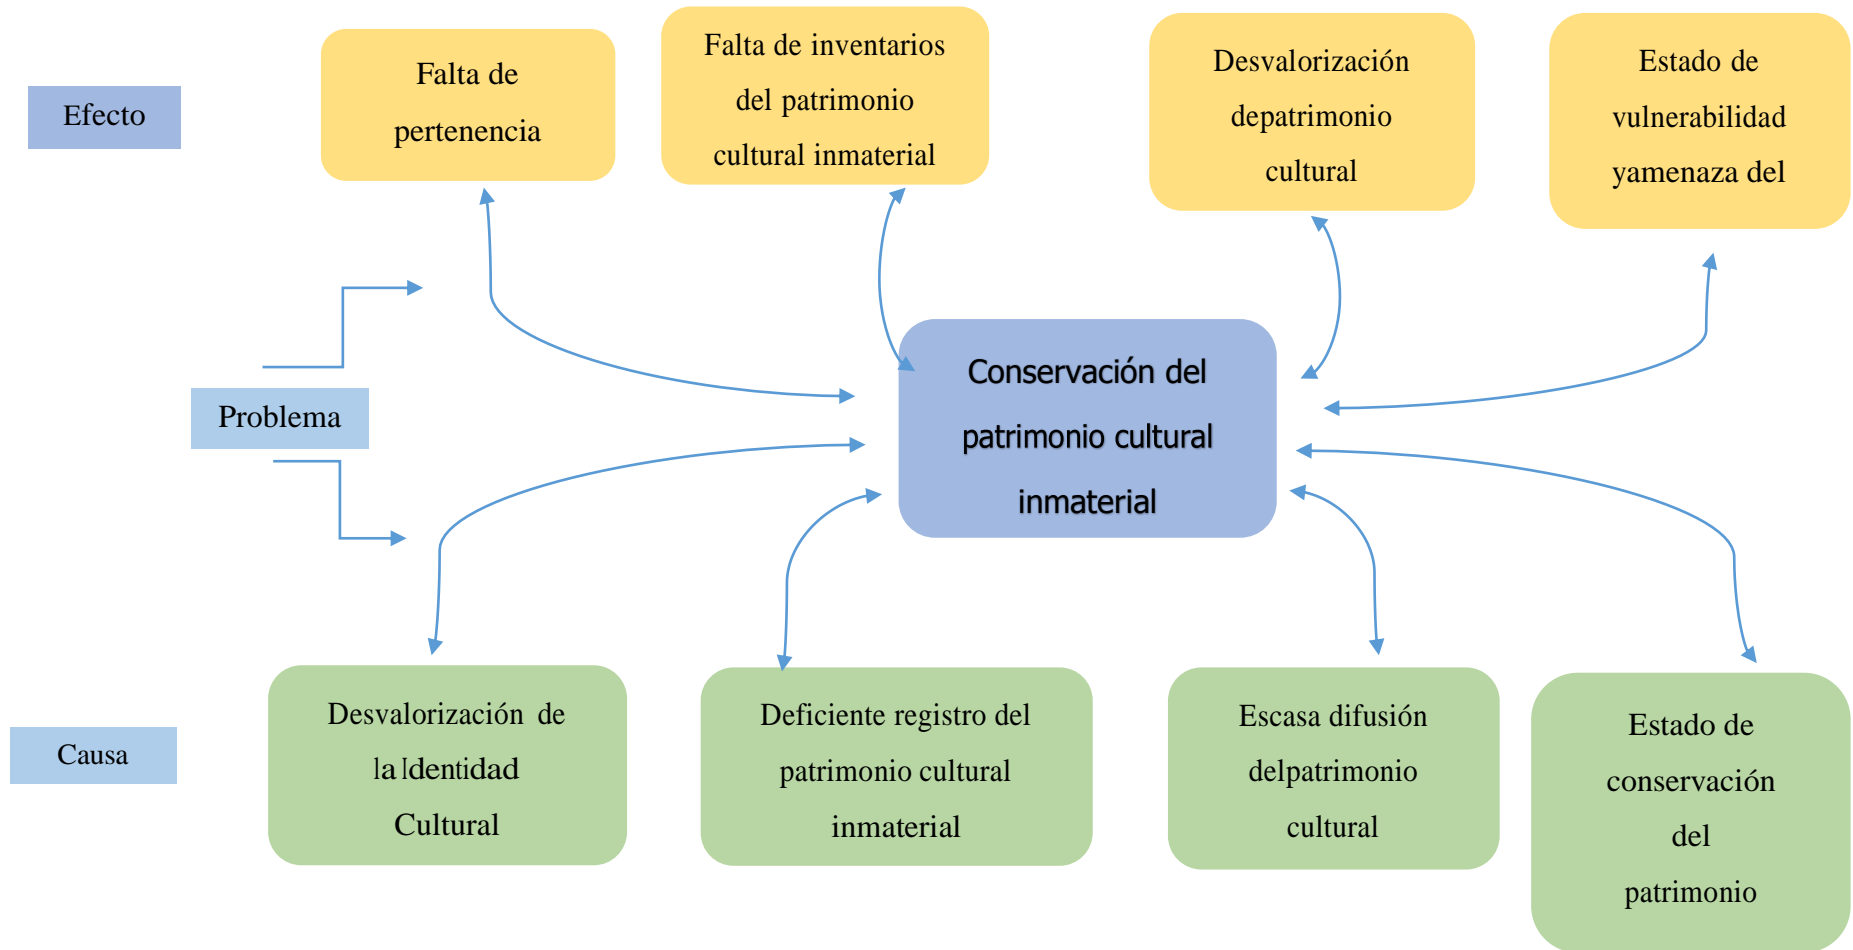 Efecto
Falta de
pertenencia
Falta de inventarios
del patrimonio
cultural inmaterial
Desvalorización
depatrimonio
cultural
Estado de
vulnerabilidad
yamenaza del
Problema
Conservación del
patrimonio cultural
inmaterial
Causa
Desvalorización de
la Identidad
Cultural
Deficiente registro del
patrimonio cultural
inmaterial
Escasa difusión
delpatrimonio
cultural
Estado de
conservación
del
patrimonio